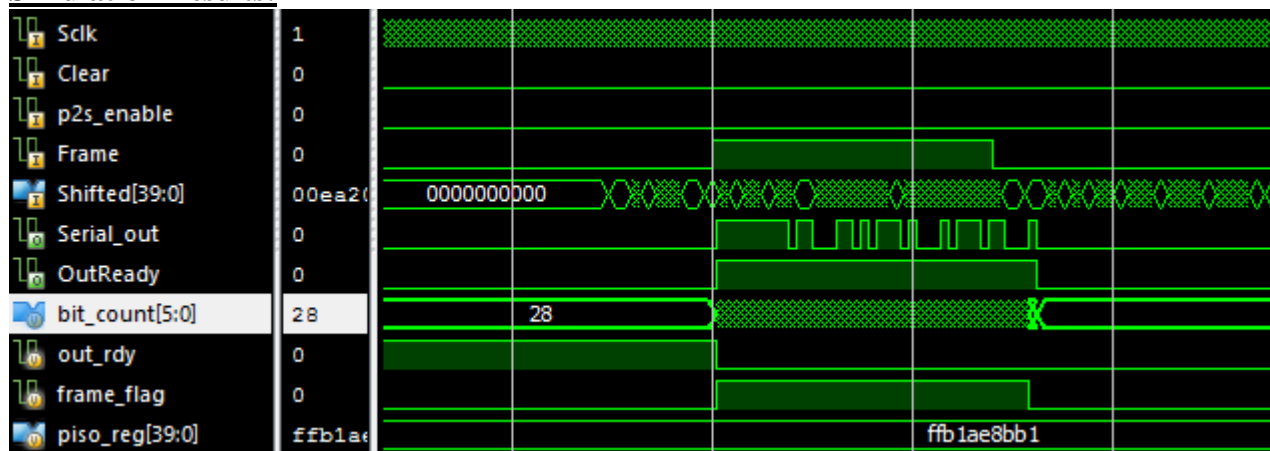 Sclk 1
Clear 0
p2s_enable 0
Frame 0
Shifted[39:0] 00ea20 0000000000
Serial_out 0
OutReady 0
bit_count[5:0] 28 28
out_rdy 0
frame_flag 0
piso_reg[39:0] ffb1ae ffb1ae8bb1